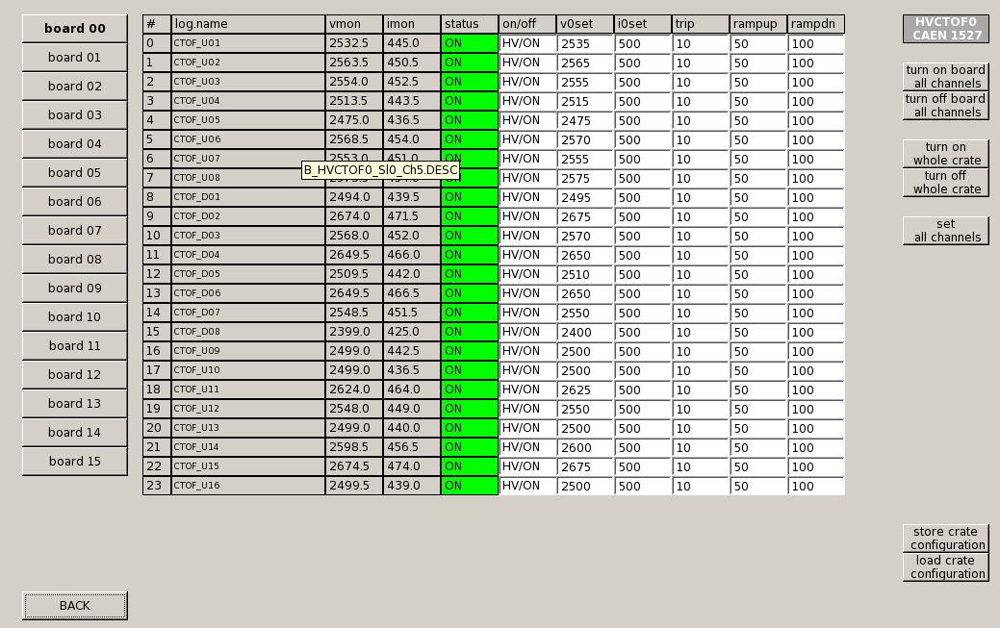 board 00
board 01
board 02
board 03
board 04
board 05
board 06
board 07
board 08
board 09
board 10
board 11
board 12
board 13
board 14
board 15
BACK
# log.name vmon imon status on/off v0set i0set trip rampup rampdn
0 CTOF_U01 2532.5 445.0 ON HV/ON 2535 500 10 50 100
1 CTOF_U02 2563.5 450.5 ON HV/ON 2565 500 10 50 100
2 CTOF_U03 2554.0 452.5 ON HV/ON 2555 500 10 50 100
3 CTOF_U04 2513.5 443.5 ON HV/ON 2515 500 10 50 100
4 CTOF_U05 2475.0 436.5 ON HV/ON 2475 500 10 50 100
5 CTOF_U06 2568.5 454.0 ON HV/ON 2570 500 10 50 100
6 CTOF_U07 2553.0 451.0 ON HV/ON 2555 500 10 50 100
B_HVCTOF0_Sl0_Ch5.DESC
7 CTOF_U08 ON HV/ON 2575 500 10 50 100
8 CTOF_D01 2494.0 439.5 ON HV/ON 2495 500 10 50 100
9 CTOF_D02 2674.0 471.5 ON HV/ON 2675 500 10 50 100
10 CTOF_D03 2568.0 452.0 ON HV/ON 2570 500 10 50 100
11 CTOF_D04 2649.5 466.0 ON HV/ON 2650 500 10 50 100
12 CTOF_D05 2509.5 442.0 ON HV/ON 2510 500 10 50 100
13 CTOF_D06 2649.5 466.5 ON HV/ON 2650 500 10 50 100
14 CTOF_D07 2548.5 451.5 ON HV/ON 2550 500 10 50 100
15 CTOF_D08 2399.0 425.0 ON HV/ON 2400 500 10 50 100
16 CTOF_U09 2499.0 442.5 ON HV/ON 2500 500 10 50 100
17 CTOF_U10 2499.0 436.5 ON HV/ON 2500 500 10 50 100
18 CTOF_U11 2624.0 464.0 ON HV/ON 2625 500 10 50 100
19 CTOF_U12 2548.0 449.0 ON HV/ON 2550 500 10 50 100
20 CTOF_U13 2499.0 440.0 ON HV/ON 2500 500 10 50 100
21 CTOF_U14 2598.5 456.5 ON HV/ON 2600 500 10 50 100
22 CTOF_U15 2674.5 474.0 ON HV/ON 2675 500 10 50 100
23 CTOF_U16 2499.5 439.0 ON HV/ON 2500 500 10 50 100
HVCTOF0
CAEN 1527
turn on board
all channels
turn off board
all channels
turn on
whole crate
turn off
whole crate
set
all channels
store crate
configuration
load crate
configuration